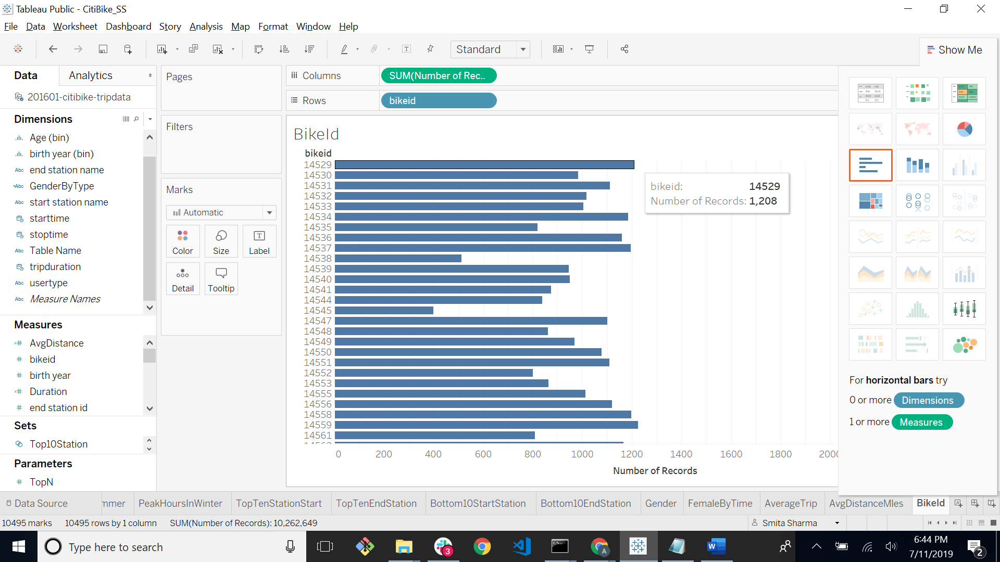 Tableau Public - CitiBike_SS
File Data Worksheet Dashboard Story Analysis Map Format Window Help
Standard
Show Me
Data Analytics
201601-citibike-tripdata
Dimensions
Abc Age (bin)
birth year (bin)
Abc end station name
=Abc GenderByType
Abc start station name
starttime
stoptime
Abc Table Name
tripduration
Abc usertype
Abc Measure Names
Measures
=# AvgDistance
# bikeid
# birth year
=# Duration
# end station id
Sets
Top10Station
Parameters
# TopN
Pages
Filters
Marks
Automatic
Color Size Label
Detail Tooltip
Columns SUM(Number of Rec..
Rows bikeid
BikeId
bikeid
14529
14530
14531
14532
14533
14534
14535
14536
14537
14538
14539
14540
14541
14544
14545
14547
14548
14549
14550
14551
14552
14553
14555
14556
14558
14559
14561
0 200 400 600 800 1000 1200 1400 1600 1800
Number of Records
bikeid: 14529
Number of Records: 1,208
For horizontal bars try
0 or more Dimensions
1 or more Measures
Data Source mmer PeakHoursInWinter TopTenStationStart TopTenEndStation Bottom10StartStation Bottom10EndStation Gender FemaleByTime AverageTrip AvgDistanceMIes BikeId
10495 marks 10495 rows by 1 column SUM(Number of Records): 10,262,649
Smita Sharma
Type here to search
3
A
W
6:44 PM
7/11/2019
2